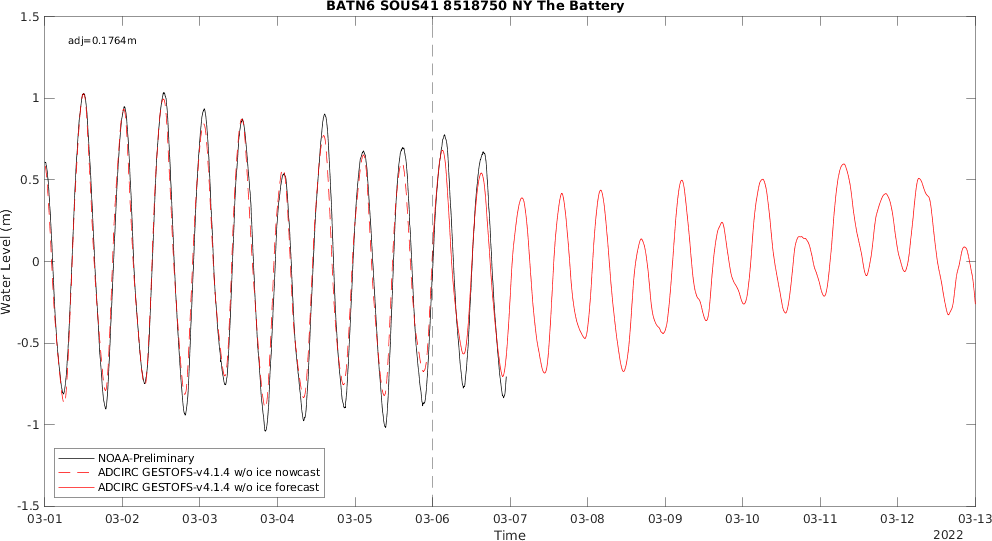 BATN6 SOUS41 8518750 NY The Battery
adj=0.1764m
1.5
1
0.5
0
-0.5
-1
-1.5
Water Level (m)
NOAA-Preliminary
ADCIRC GESTOFS-v4.1.4 w/o ice nowcast
ADCIRC GESTOFS-v4.1.4 w/o ice forecast
03-01 03-02 03-03 03-04 03-05 03-06 03-07 03-08 03-09 03-10 03-11 03-12 03-13
Time
2022